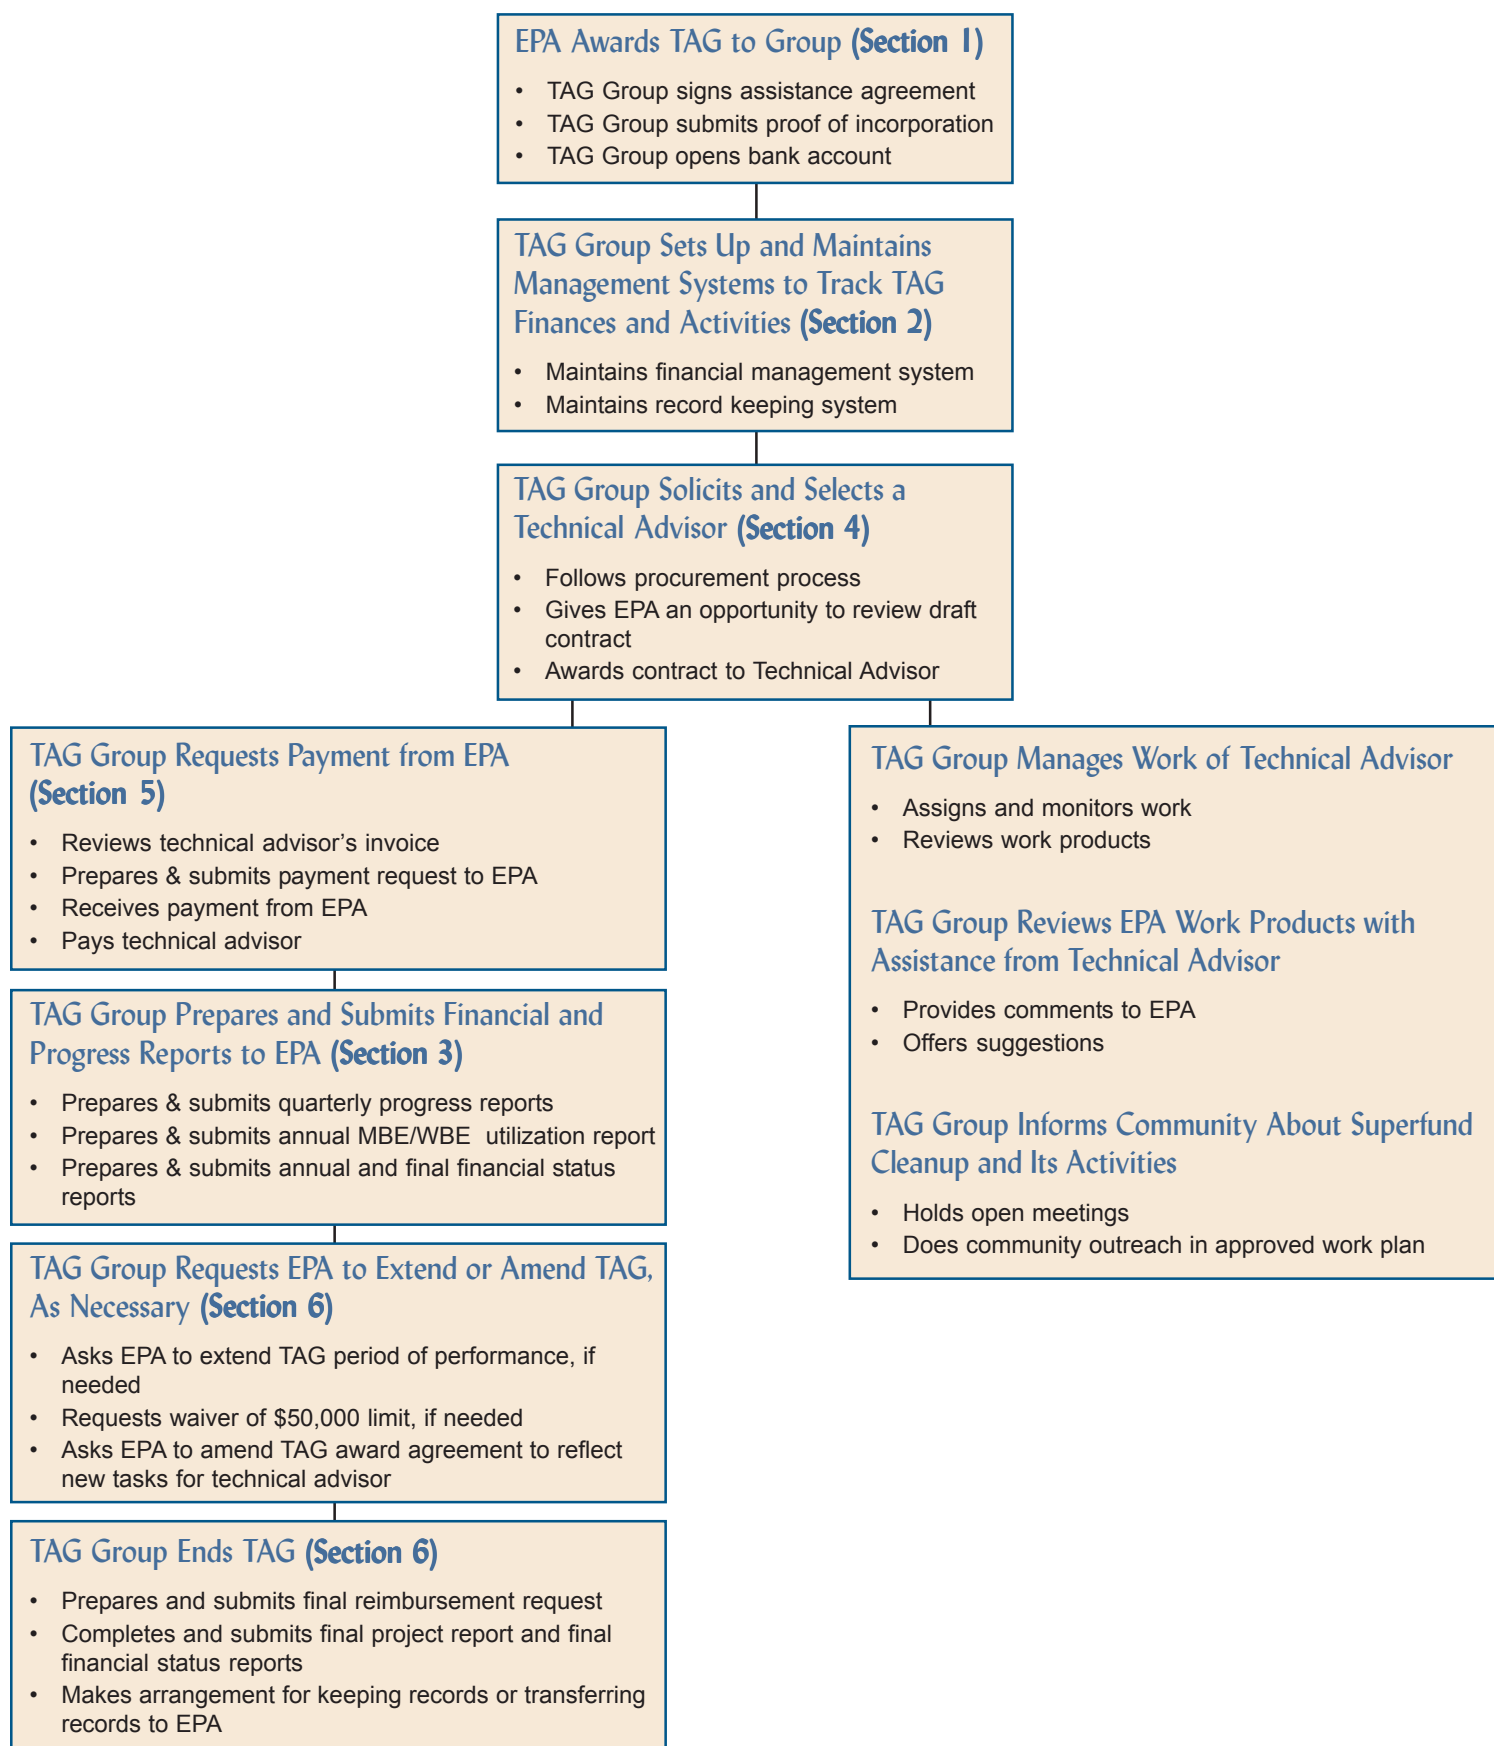 EPA Awards TAG to Group (Section 1)
• TAG Group signs assistance agreement
• TAG Group submits proof of incorporation
• TAG Group opens bank account
TAG Group Sets Up and Maintains
Management Systems to Track TAG
Finances and Activities (Section 2)
• Maintains financial management system
• Maintains record keeping system
TAG Group Solicits and Selects a
Technical Advisor (Section 4)
• Follows procurement process
• Gives EPA an opportunity to review draft
contract
• Awards contract to Technical Advisor
TAG Group Requests Payment from EPA
(Section 5)
• Reviews technical advisor’s invoice
• Prepares & submits payment request to EPA
• Receives payment from EPA
• Pays technical advisor
TAG Group Prepares and Submits Financial and
Progress Reports to EPA (Section 3)
• Prepares & submits quarterly progress reports
• Prepares & submits annual MBE/WBE utilization report
• Prepares & submits annual and final financial status
reports
TAG Group Requests EPA to Extend or Amend TAG,
As Necessary (Section 6)
• Asks EPA to extend TAG period of performance, if
needed
• Requests waiver of $50,000 limit, if needed
• Asks EPA to amend TAG award agreement to reflect
new tasks for technical advisor
TAG Group Ends TAG (Section 6)
• Prepares and submits final reimbursement request
• Completes and submits final project report and final
financial status reports
• Makes arrangement for keeping records or transferring
records to EPA
TAG Group Manages Work of Technical Advisor
• Assigns and monitors work
• Reviews work products
TAG Group Reviews EPA Work Products with
Assistance from Technical Advisor
• Provides comments to EPA
• Offers suggestions
TAG Group Informs Community About Superfund
Cleanup and Its Activities
• Holds open meetings
• Does community outreach in approved work plan